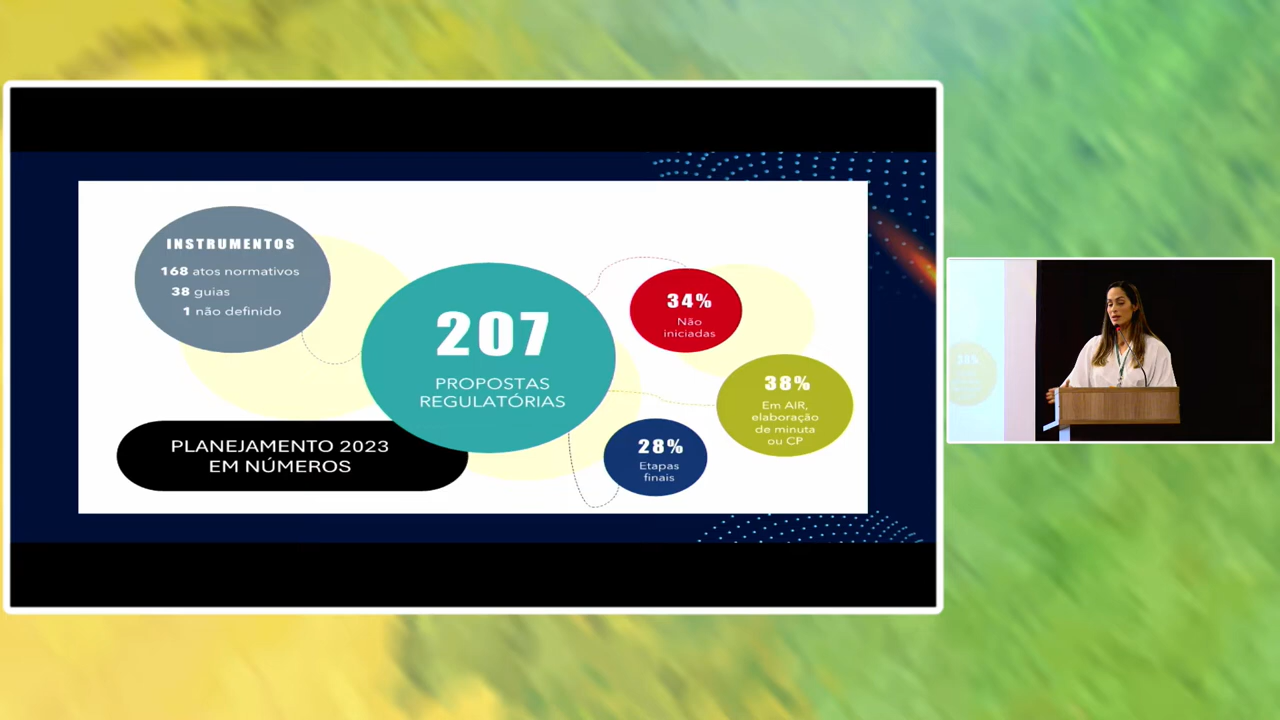 INSTRUMENTOS
168 atos normativos
38 guias
1 não definido
207
PROPOSTAS
REGULATÓRIAS
PLANEJAMENTO 2023
EM NÚMEROS
34%
Não
iniciadas
38%
Em AIR,
elaboração
de minuta
ou CP
28%
Etapas
finais